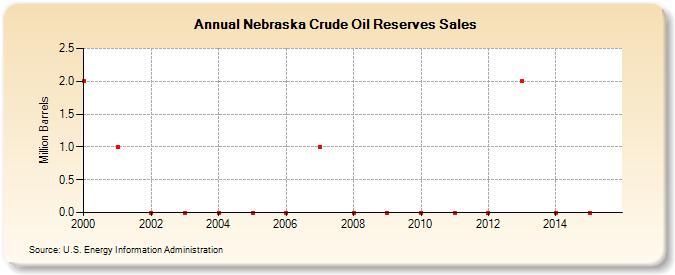 Annual Nebraska Crude Oil Reserves Sales
Million Barrels
2.5
2.0
1.5
1.0
0.5
0.0
2000 2002 2004 2006 2008 2010 2012 2014
Source: U.S. Energy Information Administration